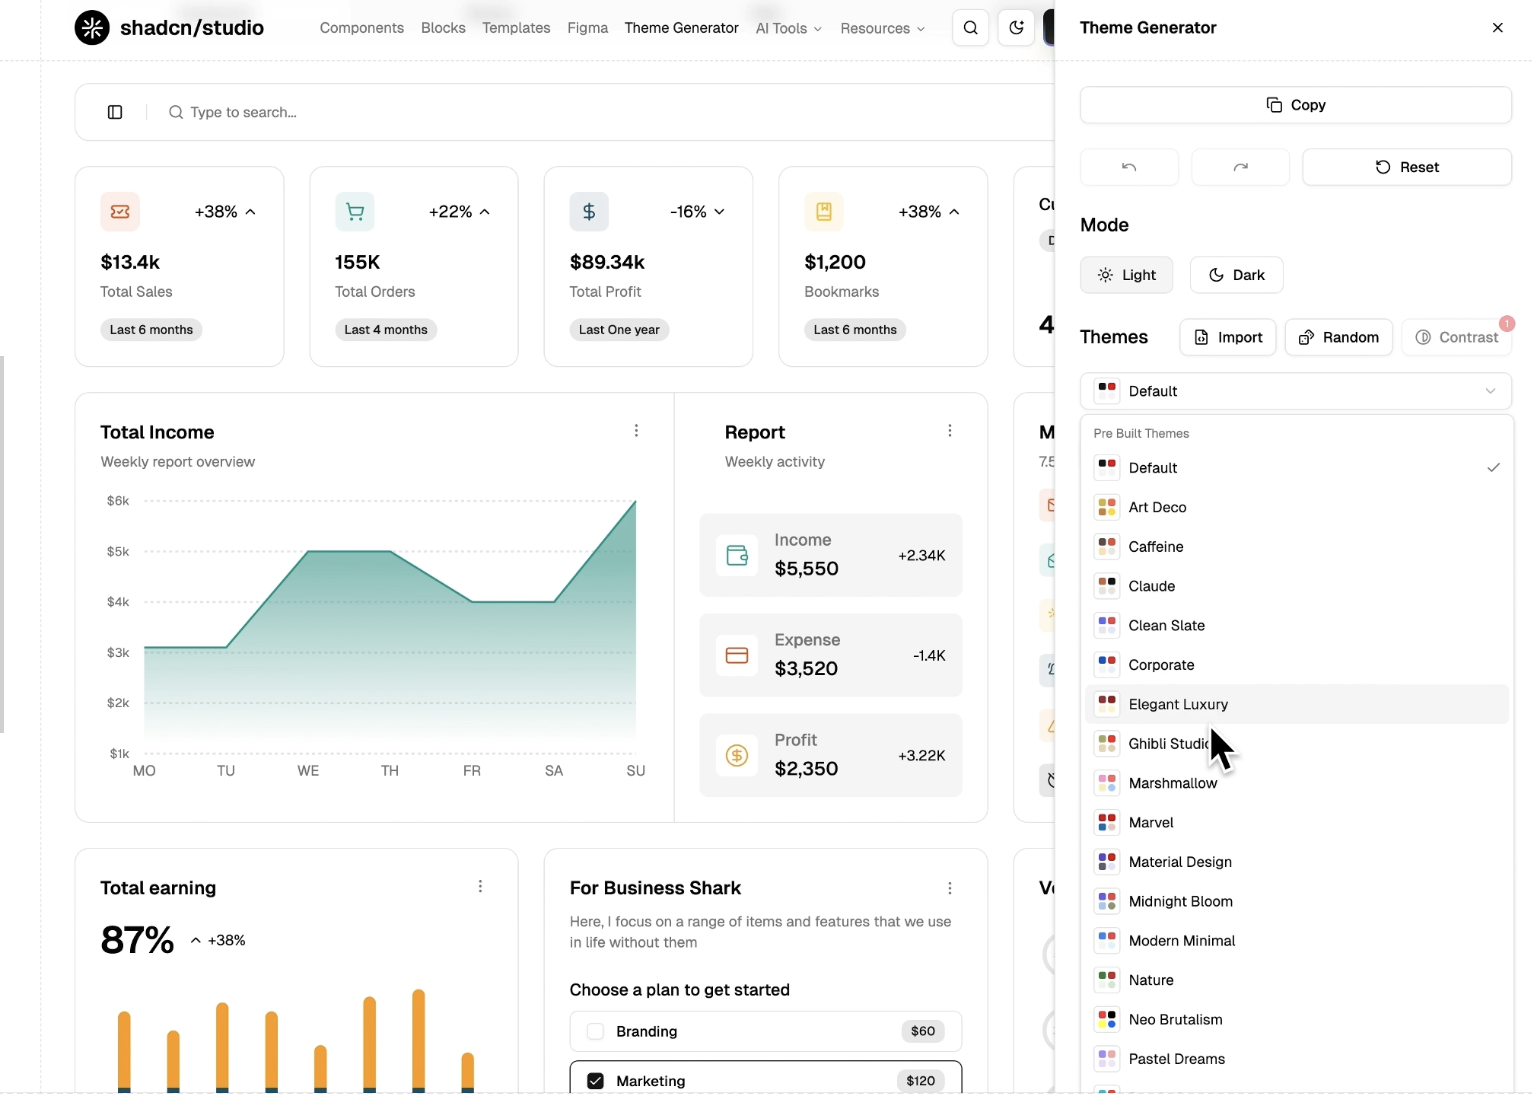 shadcn/studio
Components
Blocks
Templates
Figma
Theme Generator
AI Tools
Resources
Type to search...
+38%
$13.4k
Total Sales
Last 6 months
+22%
155K
Total Orders
Last 4 months
-16%
$89.34k
Total Profit
Last One year
+38%
$1,200
Bookmarks
Last 6 months
4
Total Income
Weekly report overview
$6k
$5k
$4k
$3k
$2k
$1k
MO TU WE TH FR SA SU
Report
Weekly activity
Income
$5,550
+2.34K
Expense
$3,520
-1.4K
Profit
$2,350
+3.22K
Total earning
87%
+38%
For Business Shark
Here, I focus on a range of items and features that we use
in life without them
Choose a plan to get started
Branding
$60
Marketing
$120
Theme Generator
Copy
Reset
Mode
Light
Dark
Themes
Import
Random
Contrast
1
Default
Pre Built Themes
Default
Art Deco
Caffeine
Claude
Clean Slate
Corporate
Elegant Luxury
Ghibli Studio
Marshmallow
Marvel
Material Design
Midnight Bloom
Modern Minimal
Nature
Neo Brutalism
Pastel Dreams